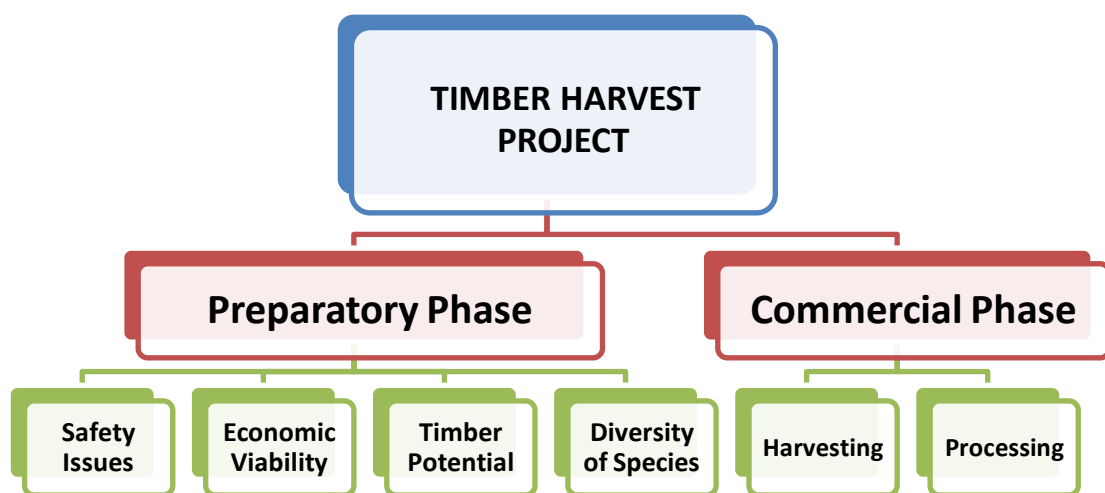 TIMBER HARVEST
PROJECT
Preparatory Phase
Commercial Phase
Safety
Issues
Economic
Viability
Timber
Potential
Diversity
of Species
Harvesting
Processing